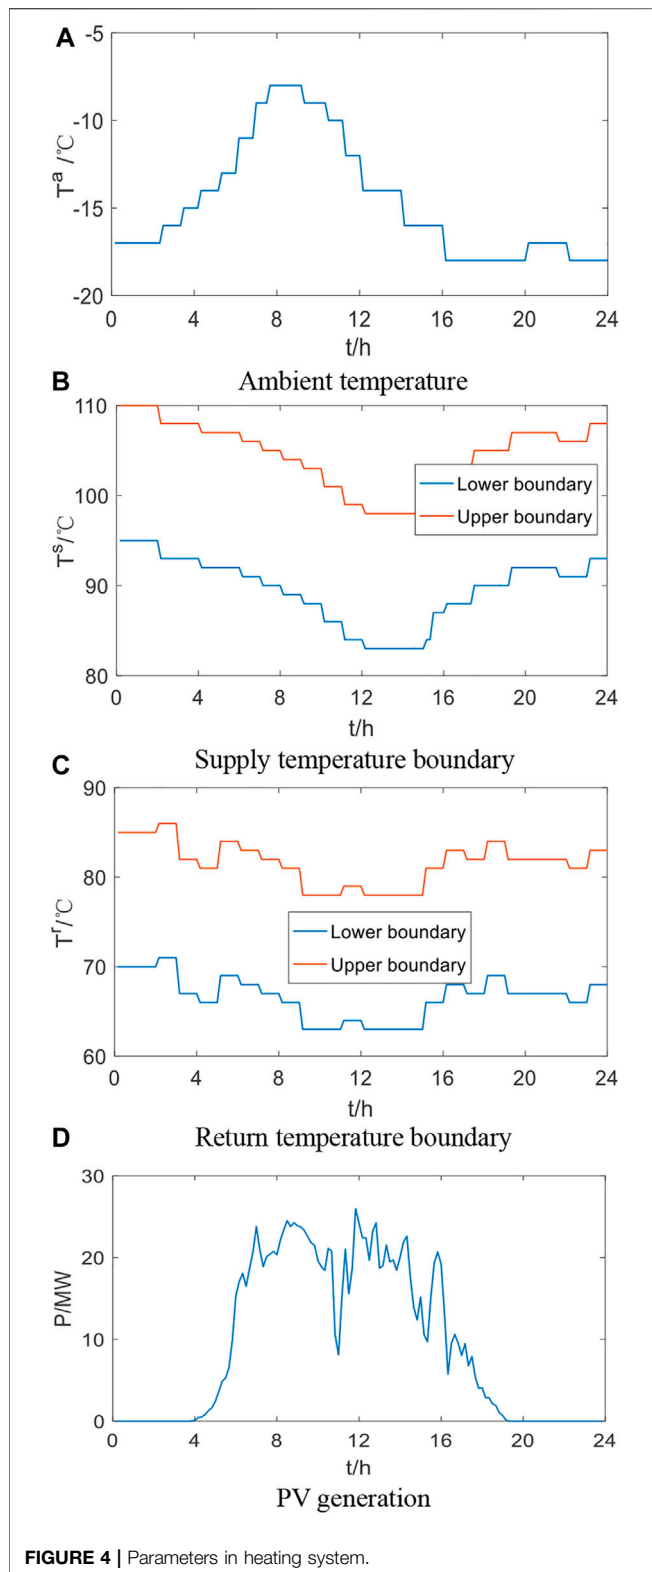 A
-5
-10
-15
-20
Tᵃ /℃
0 4 8 12 16 20 24
t/h
Ambient temperature
B
110
100
90
80
Tˢ/℃
Lower boundary
Upper boundary
0 4 8 12 16 20 24
t/h
Supply temperature boundary
C
90
80
70
60
Tʳ/℃
Lower boundary
Upper boundary
0 4 8 12 16 20 24
t/h
Return temperature boundary
D
30
20
10
0
P/MW
0 4 8 12 16 20 24
t/h
PV generation
FIGURE 4 | Parameters in heating system.